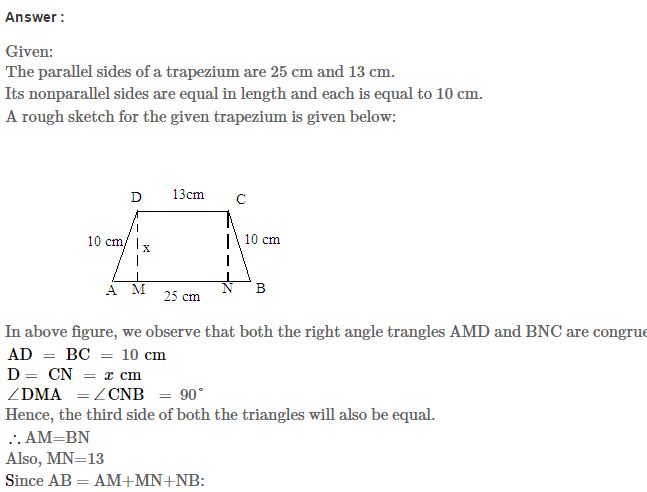 Answer :
Given:
The parallel sides of a trapezium are 25 cm and 13 cm.
Its nonparallel sides are equal in length and each is equal to 10 cm.
A rough sketch for the given trapezium is given below:
D 13cm C
10 cm x 10 cm
A M 25 cm N B
In above figure, we observe that both the right angle trangles AMD and BNC are congrue
AD = BC = 10 cm
D = CN = x cm
∠DMA = ∠CNB = 90°
Hence, the third side of both the triangles will also be equal.
∴ AM=BN
Also, MN=13
Since AB = AM+MN+NB: